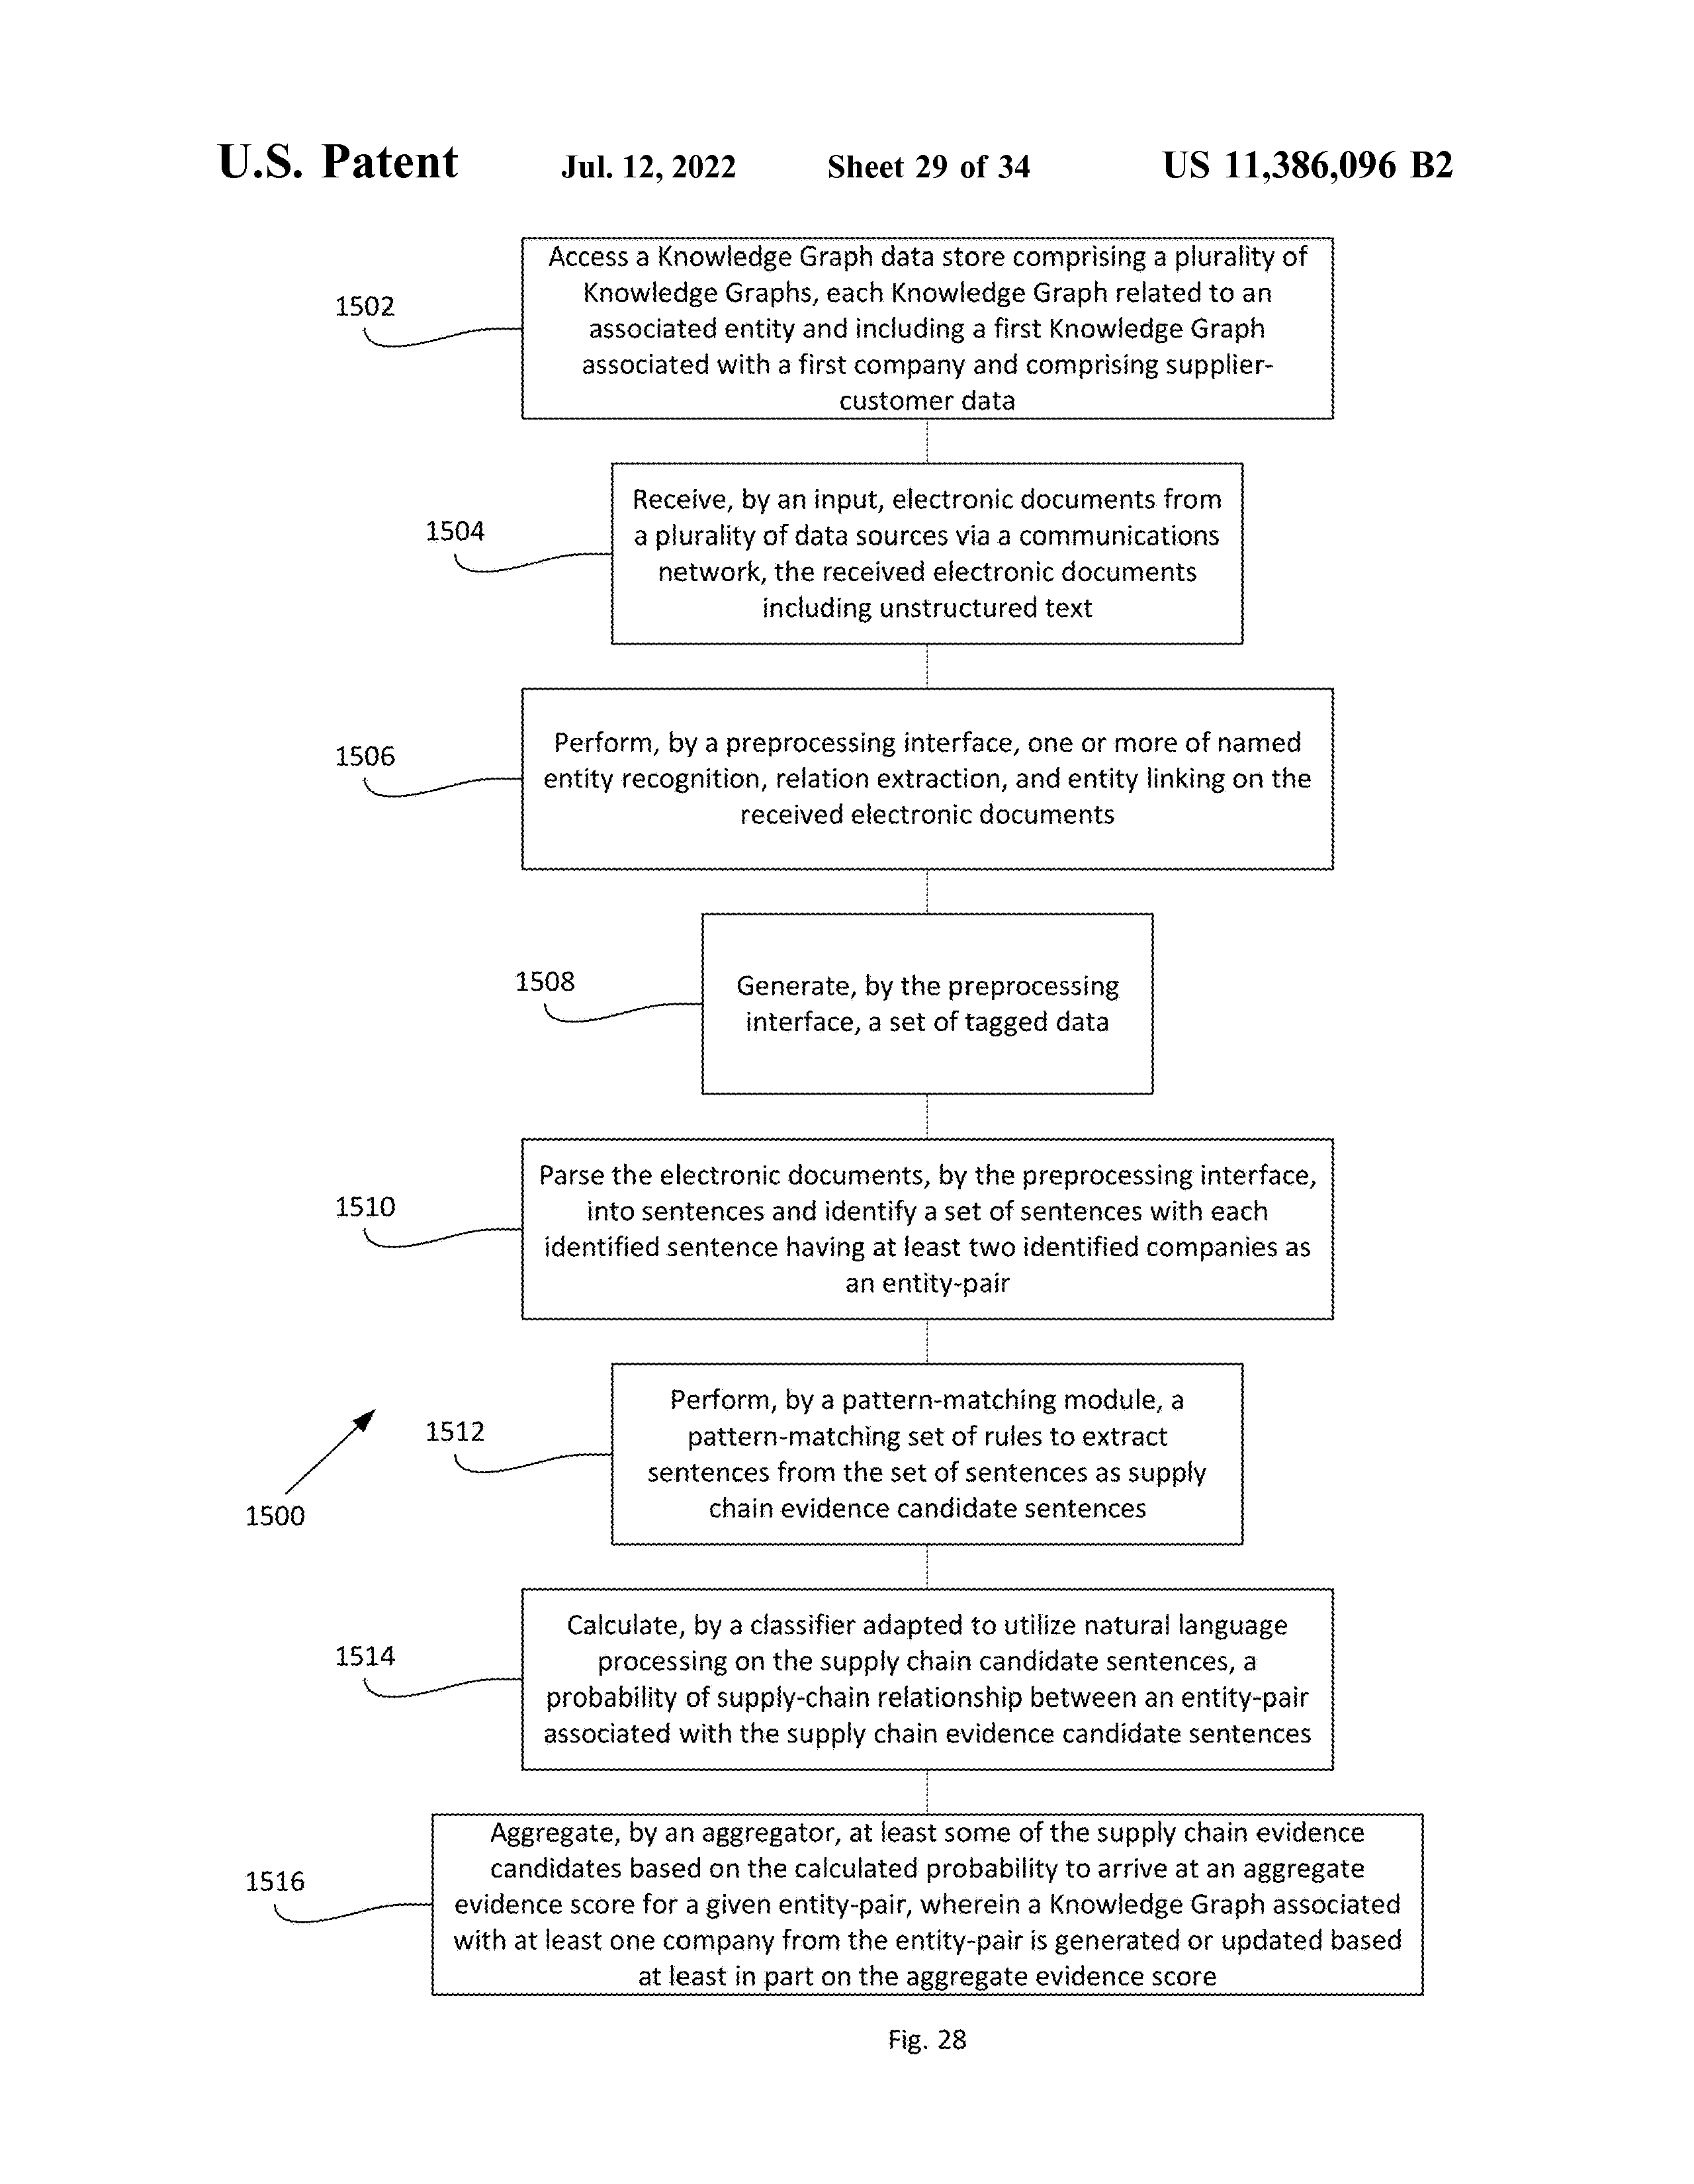 U.S. Patent Jul. 12, 2022 Sheet 29 of 34 US 11,386,096 B2
1502
Access a Knowledge Graph data store comprising a plurality of
Knowledge Graphs, each Knowledge Graph related to an
associated entity and including a first Knowledge Graph
associated with a first company and comprising supplier-
customer data
1504
Receive, by an input, electronic documents from
a plurality of data sources via a communications
network, the received electronic documents
including unstructured text
1506
Perform, by a preprocessing interface, one or more of named
entity recognition, relation extraction, and entity linking on the
received electronic documents
1508
Generate, by the preprocessing
interface, a set of tagged data
1510
Parse the electronic documents, by the preprocessing interface,
into sentences and identify a set of sentences with each
identified sentence having at least two identified companies as
an entity-pair
1500
1512
Perform, by a pattern-matching module, a
pattern-matching set of rules to extract
sentences from the set of sentences as supply
chain evidence candidate sentences
1514
Calculate, by a classifier adapted to utilize natural language
processing on the supply chain candidate sentences, a
probability of supply-chain relationship between an entity-pair
associated with the supply chain evidence candidate sentences
1516
Aggregate, by an aggregator, at least some of the supply chain evidence
candidates based on the calculated probability to arrive at an aggregate
evidence score for a given entity-pair, wherein a Knowledge Graph associated
with at least one company from the entity-pair is generated or updated based
at least in part on the aggregate evidence score
Fig. 28